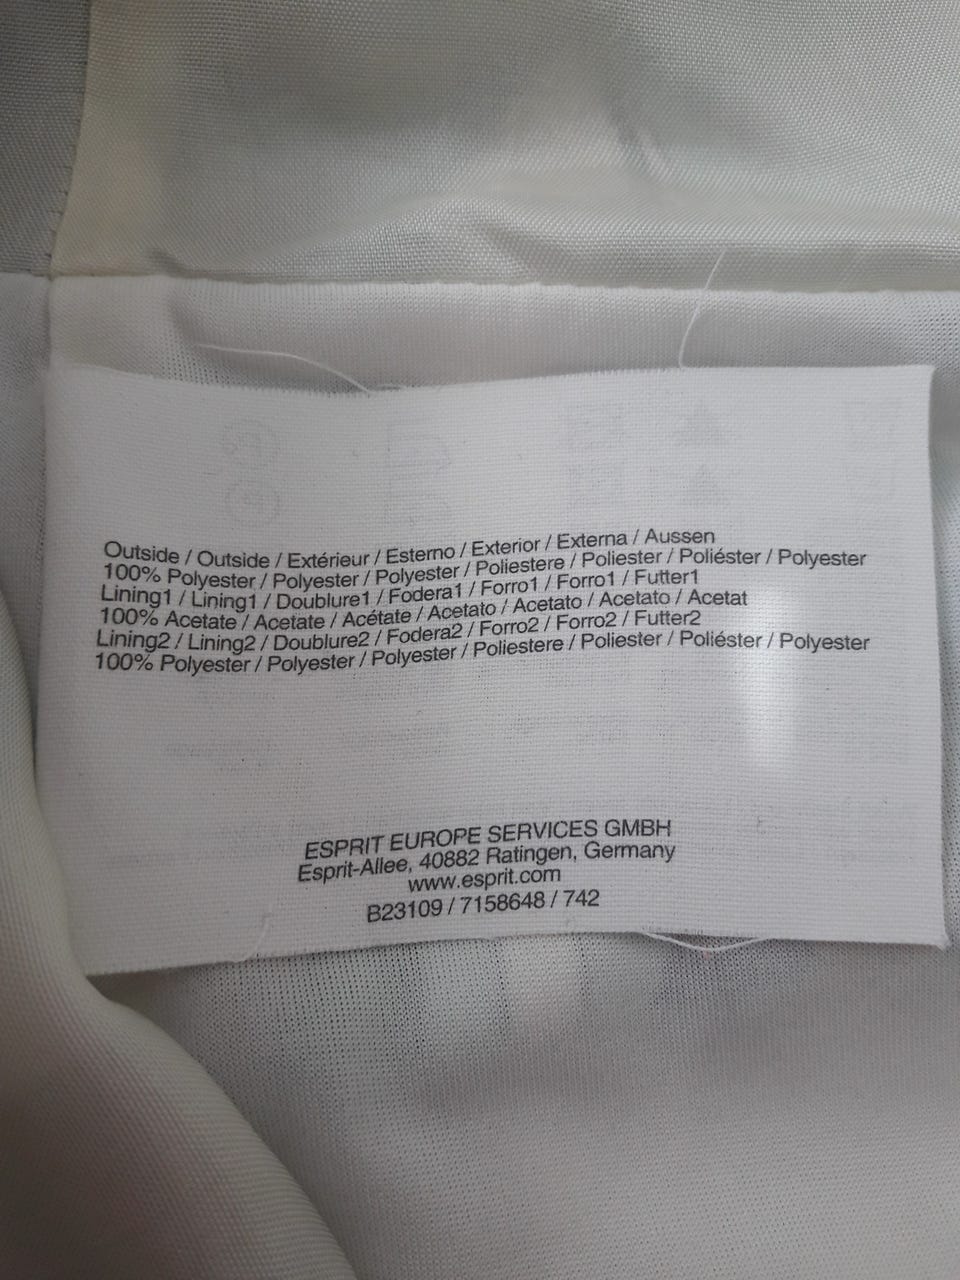 Outside / Outside / Extérieur / Esterno / Exterior / Externa / Aussen
100% Polyester / Polyester / Polyester / Poliestere / Poliester / Poliéster / Polyester
Lining1 / Lining1 / Doublure1 / Fodera1 / Forro1 / Forro1 / Futter1
100% Acetate / Acetate / Acétate / Acetato / Acetato / Acetato / Acetat
Lining2 / Lining2 / Doublure2 / Fodera2 / Forro2 / Forro2 / Futter2
100% Polyester / Polyester / Polyester / Poliestere / Poliester / Poliéster / Polyester
ESPRIT EUROPE SERVICES GMBH
Esprit-Allee, 40882 Ratingen, Germany
www.esprit.com
B23109 / 7158648 / 742